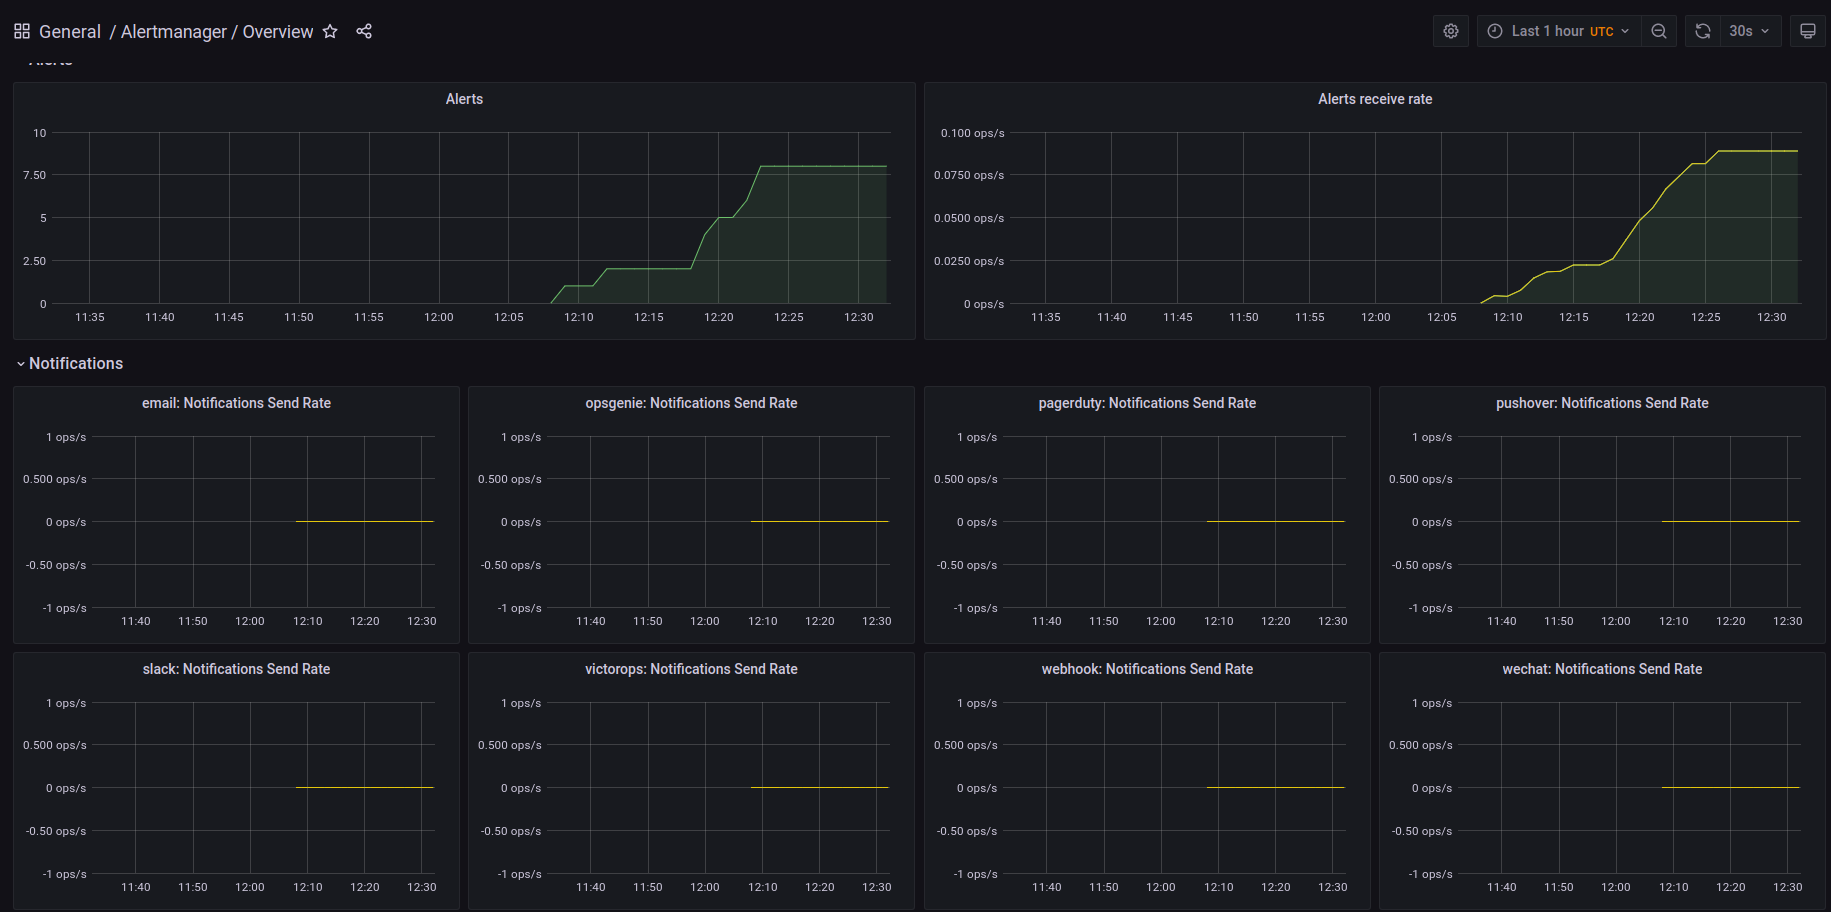 General / Alertmanager / Overview
Last 1 hour UTC
30s
Alerts
Alerts
10
7.50
5
2.50
0
11:35 11:40 11:45 11:50 11:55 12:00 12:05 12:10 12:15 12:20 12:25 12:30
Alerts receive rate
0.100 ops/s
0.0750 ops/s
0.0500 ops/s
0.0250 ops/s
0 ops/s
11:35 11:40 11:45 11:50 11:55 12:00 12:05 12:10 12:15 12:20 12:25 12:30
Notifications
email: Notifications Send Rate
1 ops/s
0.500 ops/s
0 ops/s
-0.50 ops/s
-1 ops/s
11:40 11:50 12:00 12:10 12:20 12:30
opsgenie: Notifications Send Rate
1 ops/s
0.500 ops/s
0 ops/s
-0.50 ops/s
-1 ops/s
11:40 11:50 12:00 12:10 12:20 12:30
pagerduty: Notifications Send Rate
1 ops/s
0.500 ops/s
0 ops/s
-0.50 ops/s
-1 ops/s
11:40 11:50 12:00 12:10 12:20 12:30
pushover: Notifications Send Rate
1 ops/s
0.500 ops/s
0 ops/s
-0.50 ops/s
-1 ops/s
11:40 11:50 12:00 12:10 12:20 12:30
slack: Notifications Send Rate
1 ops/s
0.500 ops/s
0 ops/s
-0.50 ops/s
-1 ops/s
11:40 11:50 12:00 12:10 12:20 12:30
victorops: Notifications Send Rate
1 ops/s
0.500 ops/s
0 ops/s
-0.50 ops/s
-1 ops/s
11:40 11:50 12:00 12:10 12:20 12:30
webhook: Notifications Send Rate
1 ops/s
0.500 ops/s
0 ops/s
-0.50 ops/s
-1 ops/s
11:40 11:50 12:00 12:10 12:20 12:30
wechat: Notifications Send Rate
1 ops/s
0.500 ops/s
0 ops/s
-0.50 ops/s
-1 ops/s
11:40 11:50 12:00 12:10 12:20 12:30